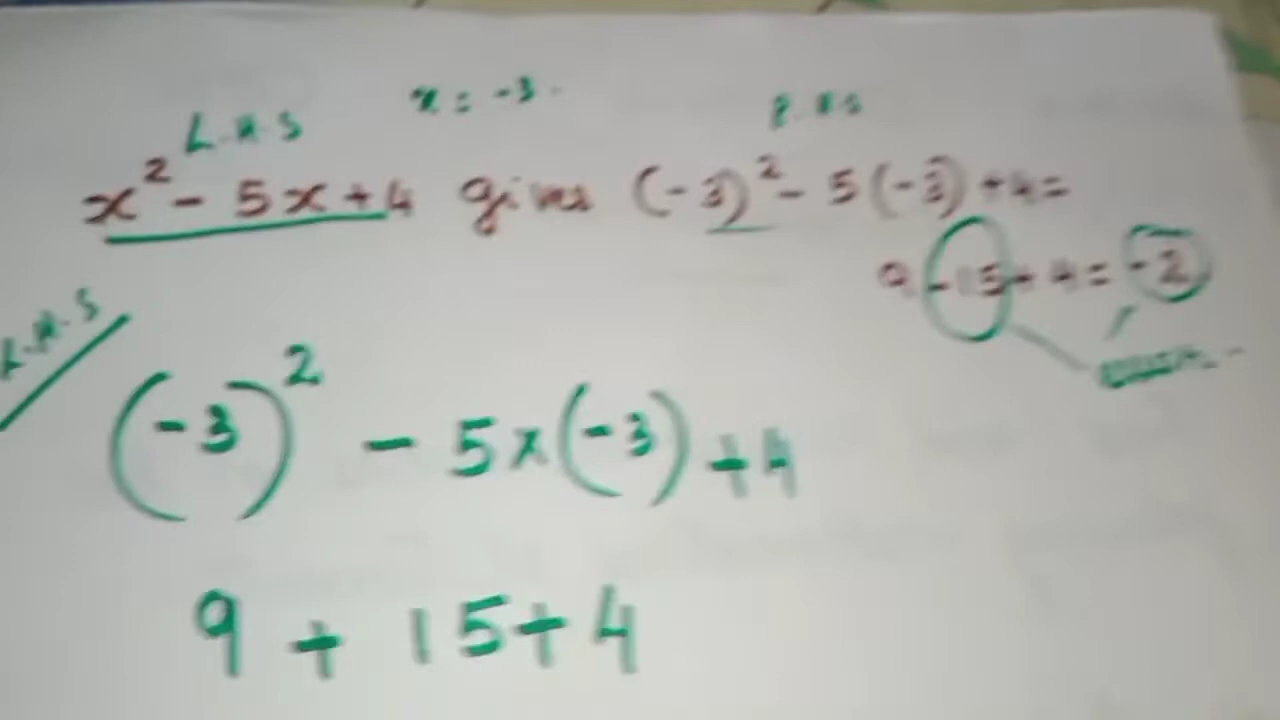 L.H.S x = -3. R.H.S
x² - 5x + 4 gives (-3)² - 5(-3) + 4 =
9 - 15 + 4 = -2
L.H.S
(-3)² - 5 x (-3) + 4
9 + 15 + 4